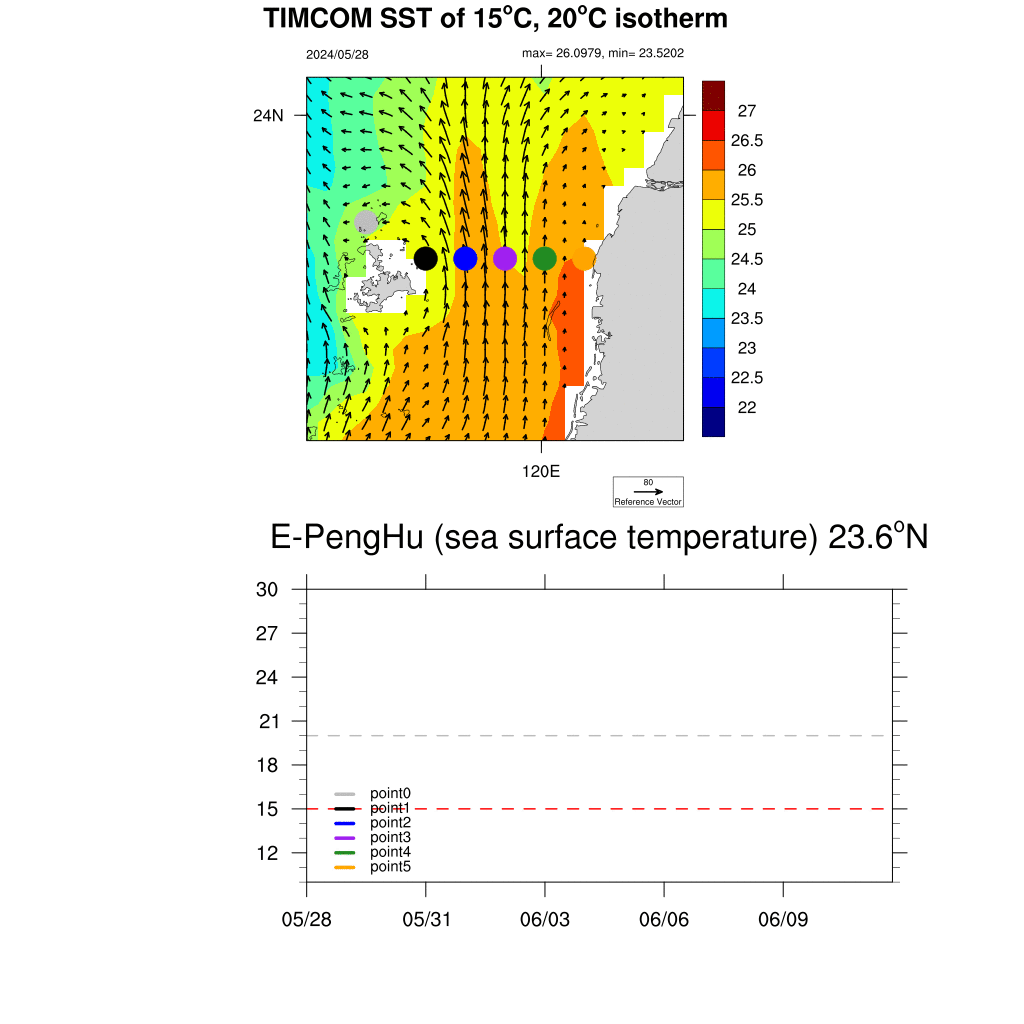 TIMCOM SST of 15°C, 20°C isotherm
2024/05/28
max= 26.0979, min= 23.5202
24N
120E
27
26.5
26
25.5
25
24.5
24
23.5
23
22.5
22
80
Reference Vector
E-PengHu (sea surface temperature) 23.6°N
30
27
24
21
18
15
12
point0
point1
point2
point3
point4
point5
05/28
05/31
06/03
06/06
06/09